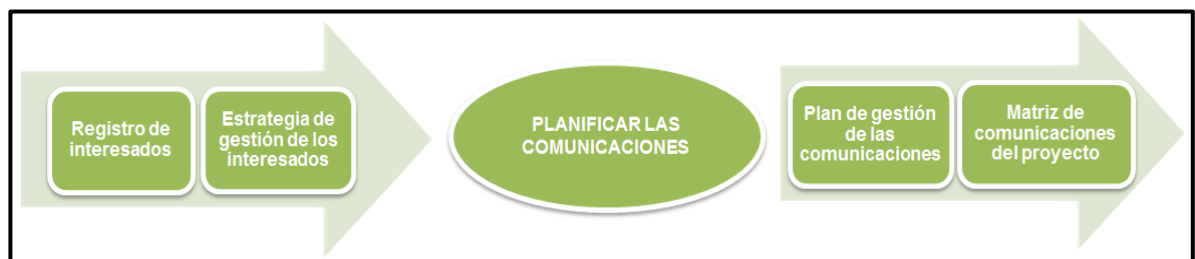 Registro de
interesados
Estrategia de
gestión de los
interesados
PLANIFICAR LAS
COMUNICACIONES
Plan de gestión
de las
comunicaciones
Matriz de
comunicaciones
del proyecto